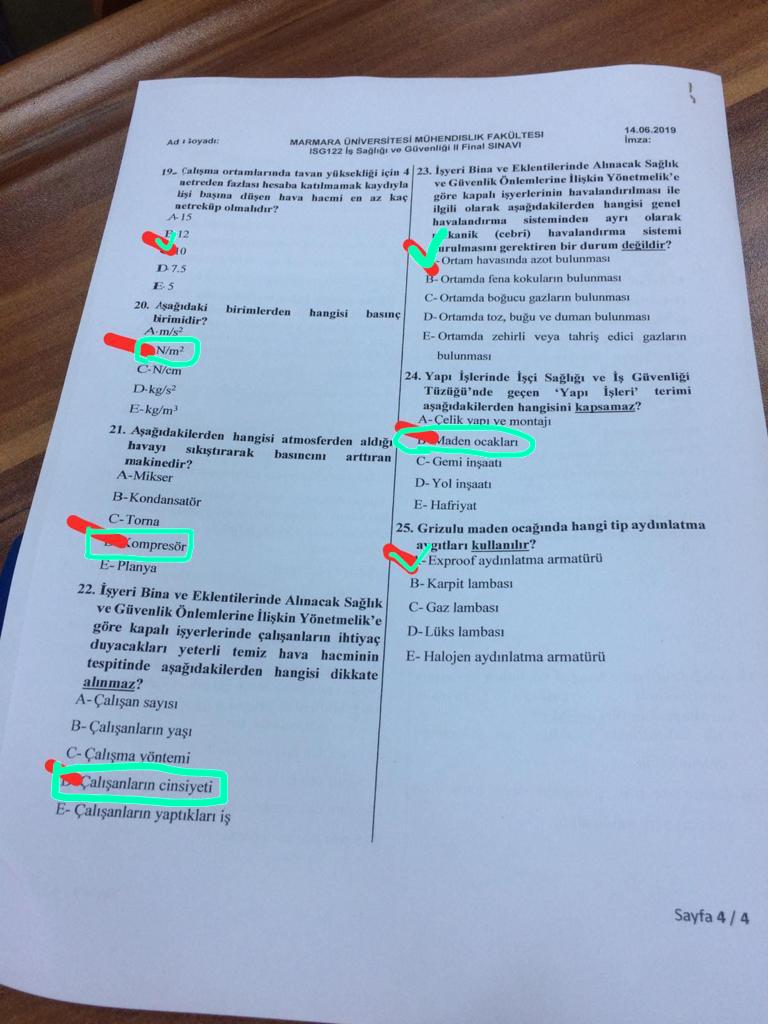 Ad Soyadı:
MARMARA ÜNİVERSİTESİ MÜHENDISLIK FAKÜLTESI
ISG122 İş Sağlığı ve Güvenliği II Final SINAVI
14.06.2019
İmza:
19- Çalışma ortamlarında tavan yüksekliği için 4
netreden fazlası hesaba katılmamak kaydıyla
kişi başına düşen hava hacmi en az kaç
netreküp olmalıdır?
A-15
12
10
D-7.5
E-5
20. Aşağıdaki birimlerden hangisi basınç
birimidir?
A-m/s²
N/m²
C-N/cm
D-kg/s²
E-kg/m³
21. Aşağıdakilerden hangisi atmosferden aldığı
havayı sıkıştırarak basıncını arttıran
makinedir?
A-Mikser
B-Kondansatör
C-Torna
Kompresör
E-Planya
22. İşyeri Bina ve Eklentilerinde Alınacak Sağlık
ve Güvenlik Önlemlerine İlişkin Yönetmelik'e
göre kapalı işyerlerinde çalışanların ihtiyaç
duyacakları yeterli temiz hava hacminin
tespitinde aşağıdakilerden hangisi dikkate
alınmaz?
A-Çalışan sayısı
B-Çalışanların yaşı
C-Çalışma yöntemi
Çalışanların cinsiyeti
E- Çalışanların yaptıkları iş
23. İşyeri Bina ve Eklentilerinde Alınacak Sağlık
ve Güvenlik Önlemlerine İlişkin Yönetmelik'e
göre kapalı işyerlerinin havalandırılması ile
ilgili olarak aşağıdakilerden hangisi genel
havalandırma sisteminden ayrı olarak
mekanik (cebri) havalandırma sistemi
kurulmasını gerektiren bir durum değildir?
Ortam havasında azot bulunması
B- Ortamda fena kokuların bulunması
C- Ortamda boğucu gazların bulunması
D- Ortamda toz, buğu ve duman bulunması
E- Ortamda zehirli veya tahriş edici gazların
bulunması
24. Yapı İşlerinde İşçi Sağlığı ve İş Güvenliği
Tüzüğü'nde geçen 'Yapı İşleri' terimi
aşağıdakilerden hangisini kapsamaz?
A-Çelik yapı ve montajı
Maden ocakları
C-Gemi inşaatı
D-Yol inşaatı
E- Hafriyat
25. Grizulu maden ocağında hangi tip aydınlatma
aygıtları kullanılır?
Exproof aydınlatma armatürü
B- Karpit lambası
C- Gaz lambası
D-Lüks lambası
E- Halojen aydınlatma armatürü
Sayfa 4 / 4